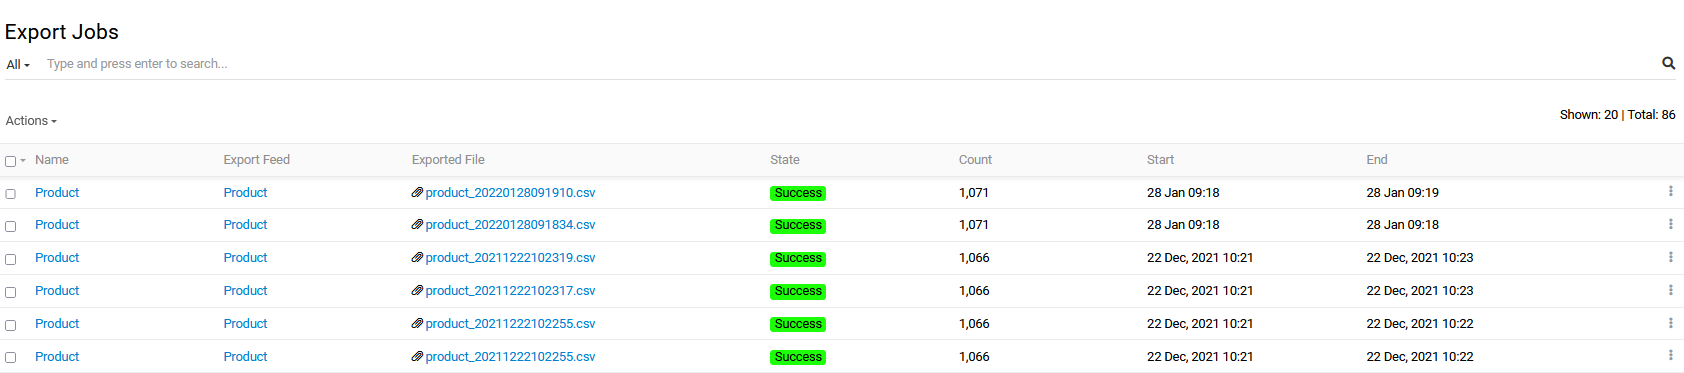 Export Jobs
All Type and press enter to search...
Actions Shown: 20 | Total: 86
Name Export Feed Exported File State Count Start End
Product Product product_20220128091910.csv Success 1,071 28 Jan 09:18 28 Jan 09:19
Product Product product_20220128091834.csv Success 1,071 28 Jan 09:18 28 Jan 09:18
Product Product product_20211222102319.csv Success 1,066 22 Dec, 2021 10:21 22 Dec, 2021 10:23
Product Product product_20211222102317.csv Success 1,066 22 Dec, 2021 10:21 22 Dec, 2021 10:23
Product Product product_20211222102255.csv Success 1,066 22 Dec, 2021 10:21 22 Dec, 2021 10:22
Product Product product_20211222102255.csv Success 1,066 22 Dec, 2021 10:21 22 Dec, 2021 10:22